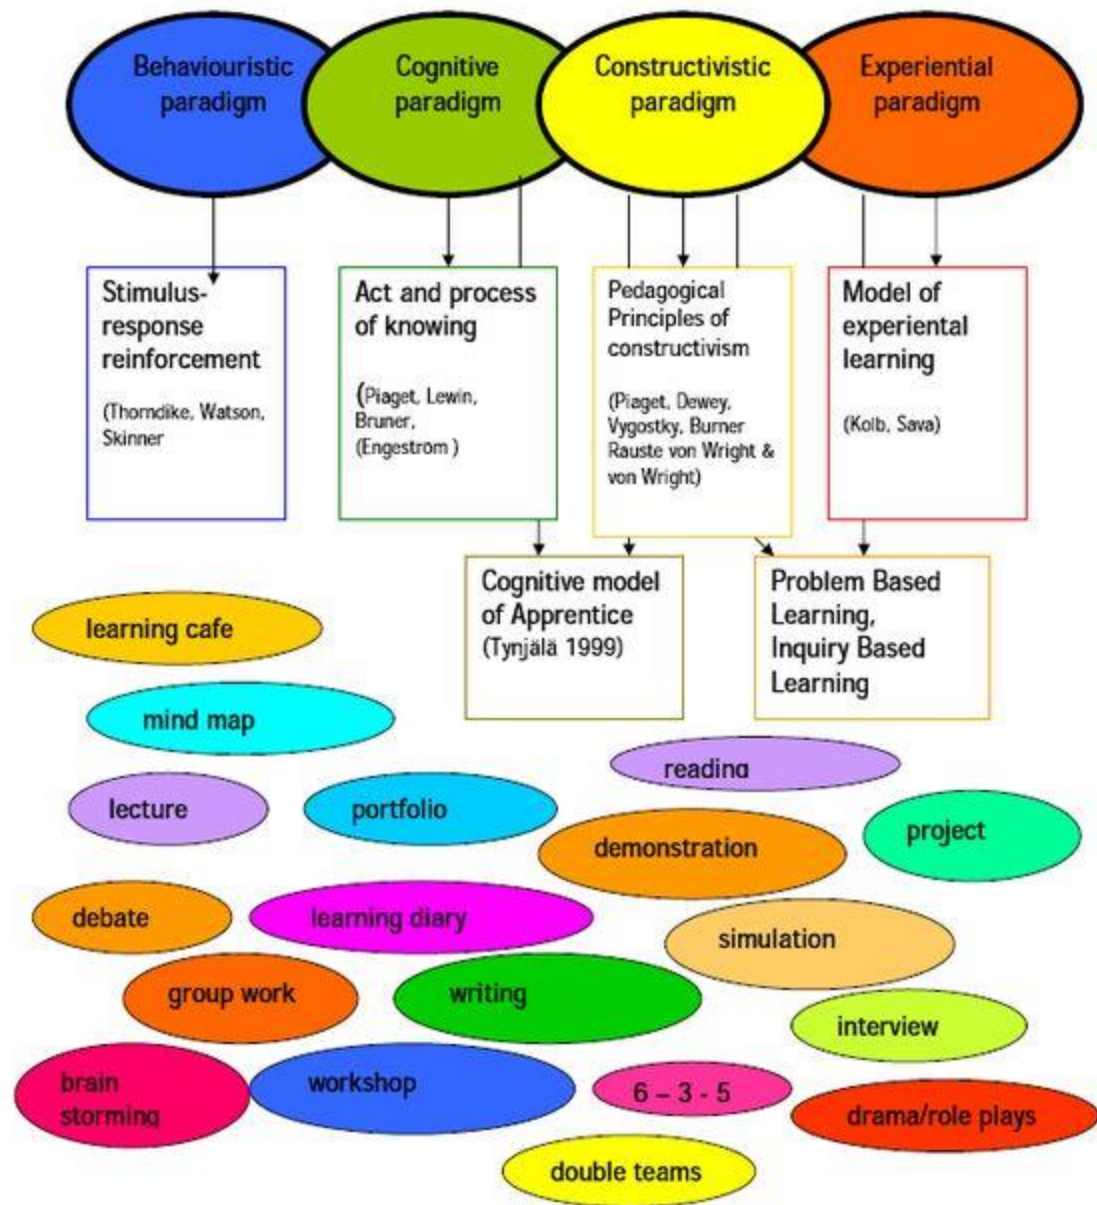 Behaviouristic
paradigm
Cognitive
paradigm
Constructivistic
paradigm
Experiential
paradigm
Stimulus-
response
reinforcement
(Thorndike, Watson,
Skinner
Act and process
of knowing
(Piaget, Lewin,
Bruner,
(Engestrom )
Pedagogical
Principles of
constructivism
(Piaget, Dewey,
Vygostky, Burner
Rauste von Wright &
von Wright)
Model of
experiental
learning
(Kolb, Sava)
Cognitive model
of Apprentice
(Tynjälä 1999)
Problem Based
Learning,
Inquiry Based
Learning
learning cafe
mind map
reading
lecture
portfolio
project
demonstration
debate
learning diary
simulation
group work
writing
interview
brain
storming
workshop
6 – 3 - 5
drama/role plays
double teams